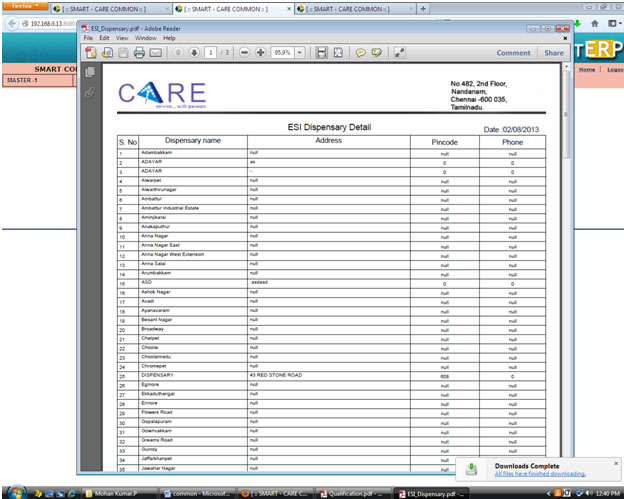 firefox
[ :: SMART - CARE COMMON :: ]
[ :: SMART - CARE COMMON :: ]
[ :: SMART - CARE COMMON :: ]
192.168.0.13:8080
ESI_Dispensary.pdf - Adobe Reader
File Edit View Window Help
1 / 3 95.9% Comment Share
SMART CO
MASTER -1
TERP
Home | Logou
CARE
service... with passion
No.482, 2nd Floor,
Nandanam,
Chennai -600 035,
Tamilnadu.
ESI Dispensary Detail
Date :02/08/2013
S. No Dispensary name Address Pincode Phone
1 Adambakkam null null null
2 ADAYAR as 0 0
3 ADAYAR - 0 0
4 Alwarpet null null null
5 Alwarthirunagar null null null
6 Ambattur null null null
7 Ambattur Industrial Estate null null null
8 Aminjikarai null null null
9 Anakaputhur null null null
10 Anna Nagar null null null
11 Anna Nagar East null null null
12 Anna Nagar West Extension null null null
13 Anna Salai null null null
14 Arumbakkam null null null
15 ASD asdasd 0 0
16 Ashok Nagar null null null
17 Avadi null null null
18 Ayanavaram null null null
19 Besant Nagar null null null
20 Broadway null null null
21 Chetpet null null null
22 Choolai null null null
23 Choolaimedu null null null
24 Chromepet null null null
25 DISPENSARY 43 RED STONE ROAD 609 0
26 Egmore null null null
27 Ekkaduthangal null null null
28 Ennore null null null
29 Flowers Road null null null
30 Gopalapuram null null null
31 Gowrivakkam null null null
32 Greams Road null null null
33 Guindy null null null
34 Jaffarkhanpet null
35 Jawahar Nagar null
Downloads Complete
All files have finished downloading.
Mohan Kumar.P
common - Microsof...
[ :: SMART - CARE C...
Qualification.pdf - ...
ESI_Dispensary.pdf -...
12:40 PM